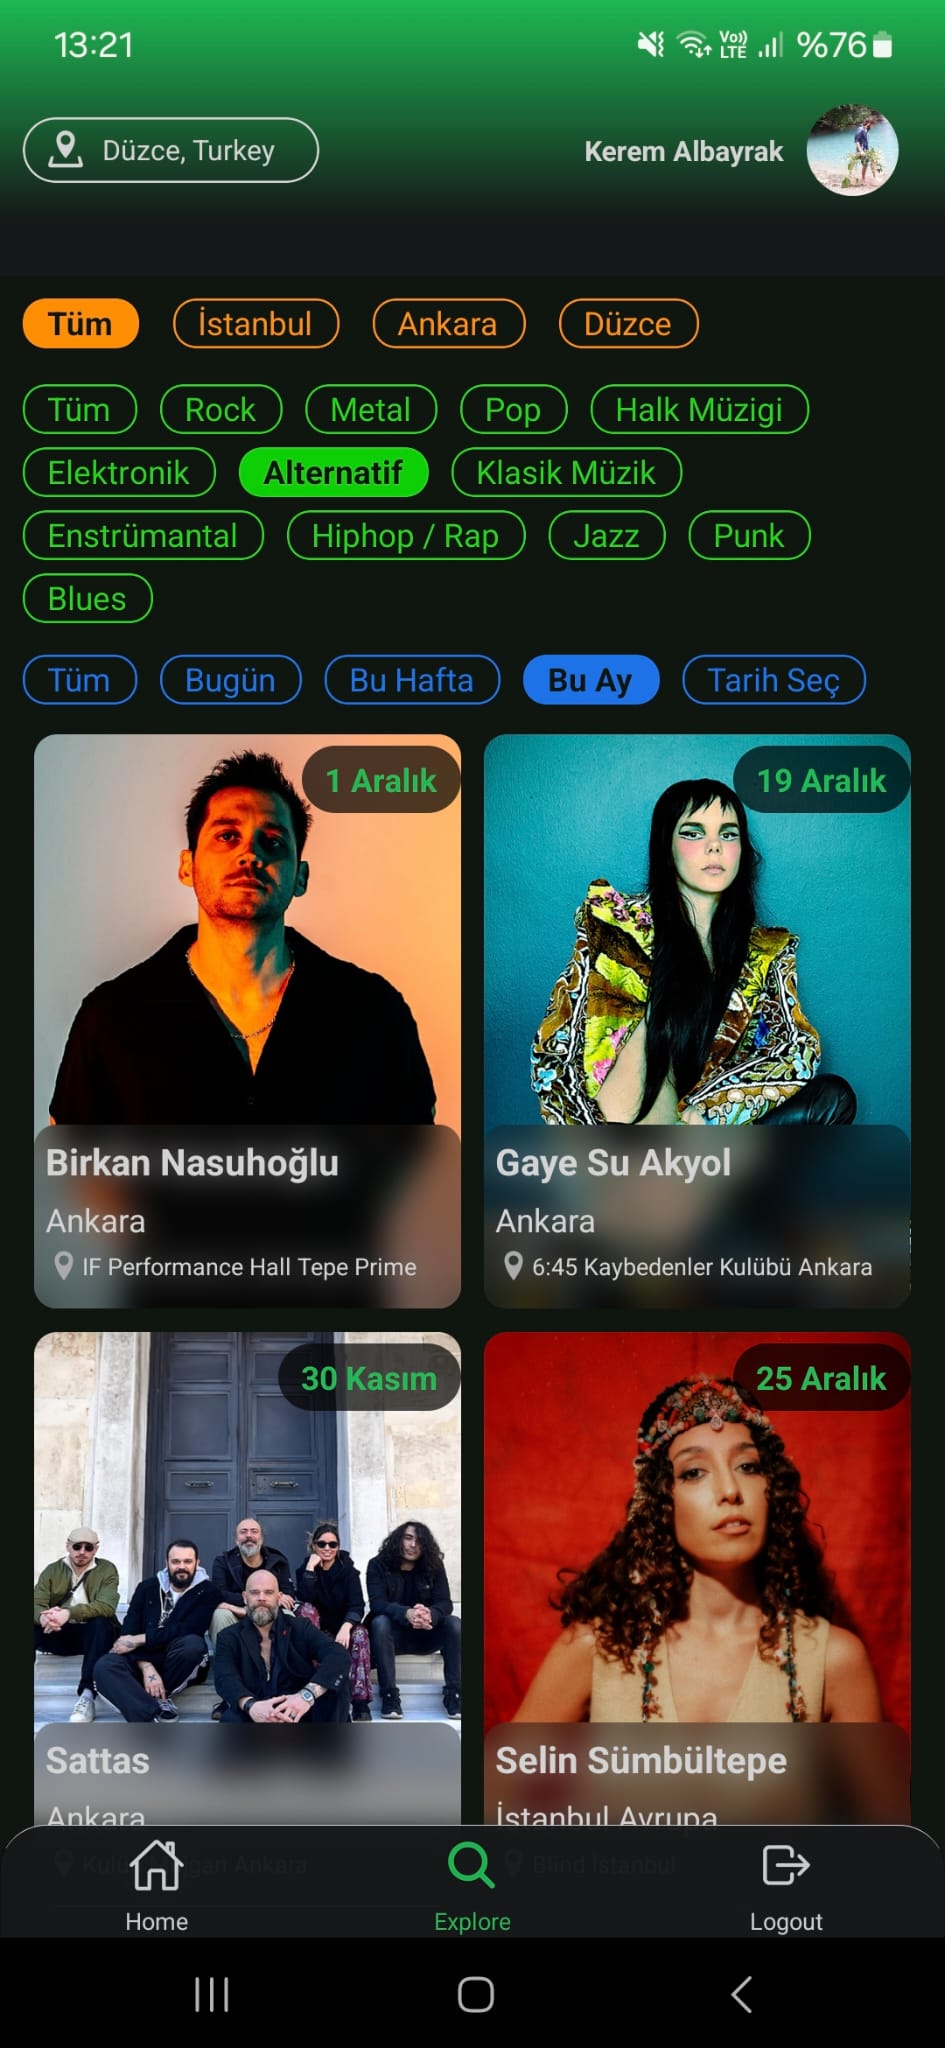 13:21
Vo)) LTE %76
Düzce, Turkey
Kerem Albayrak
Tüm İstanbul Ankara Düzce
Tüm Rock Metal Pop Halk Müzigi
Elektronik Alternatif Klasik Müzik
Enstrümantal Hiphop / Rap Jazz Punk
Blues
Tüm Bugün Bu Hafta Bu Ay Tarih Seç
1 Aralık
Birkan Nasuhoğlu
Ankara
IF Performance Hall Tepe Prime
19 Aralık
Gaye Su Akyol
Ankara
6:45 Kaybedenler Kulübü Ankara
30 Kasım
Sattas
Ankara
25 Aralık
Selin Sümbültepe
İstanbul Avrupa
Blind İstanbul
Home Explore Logout